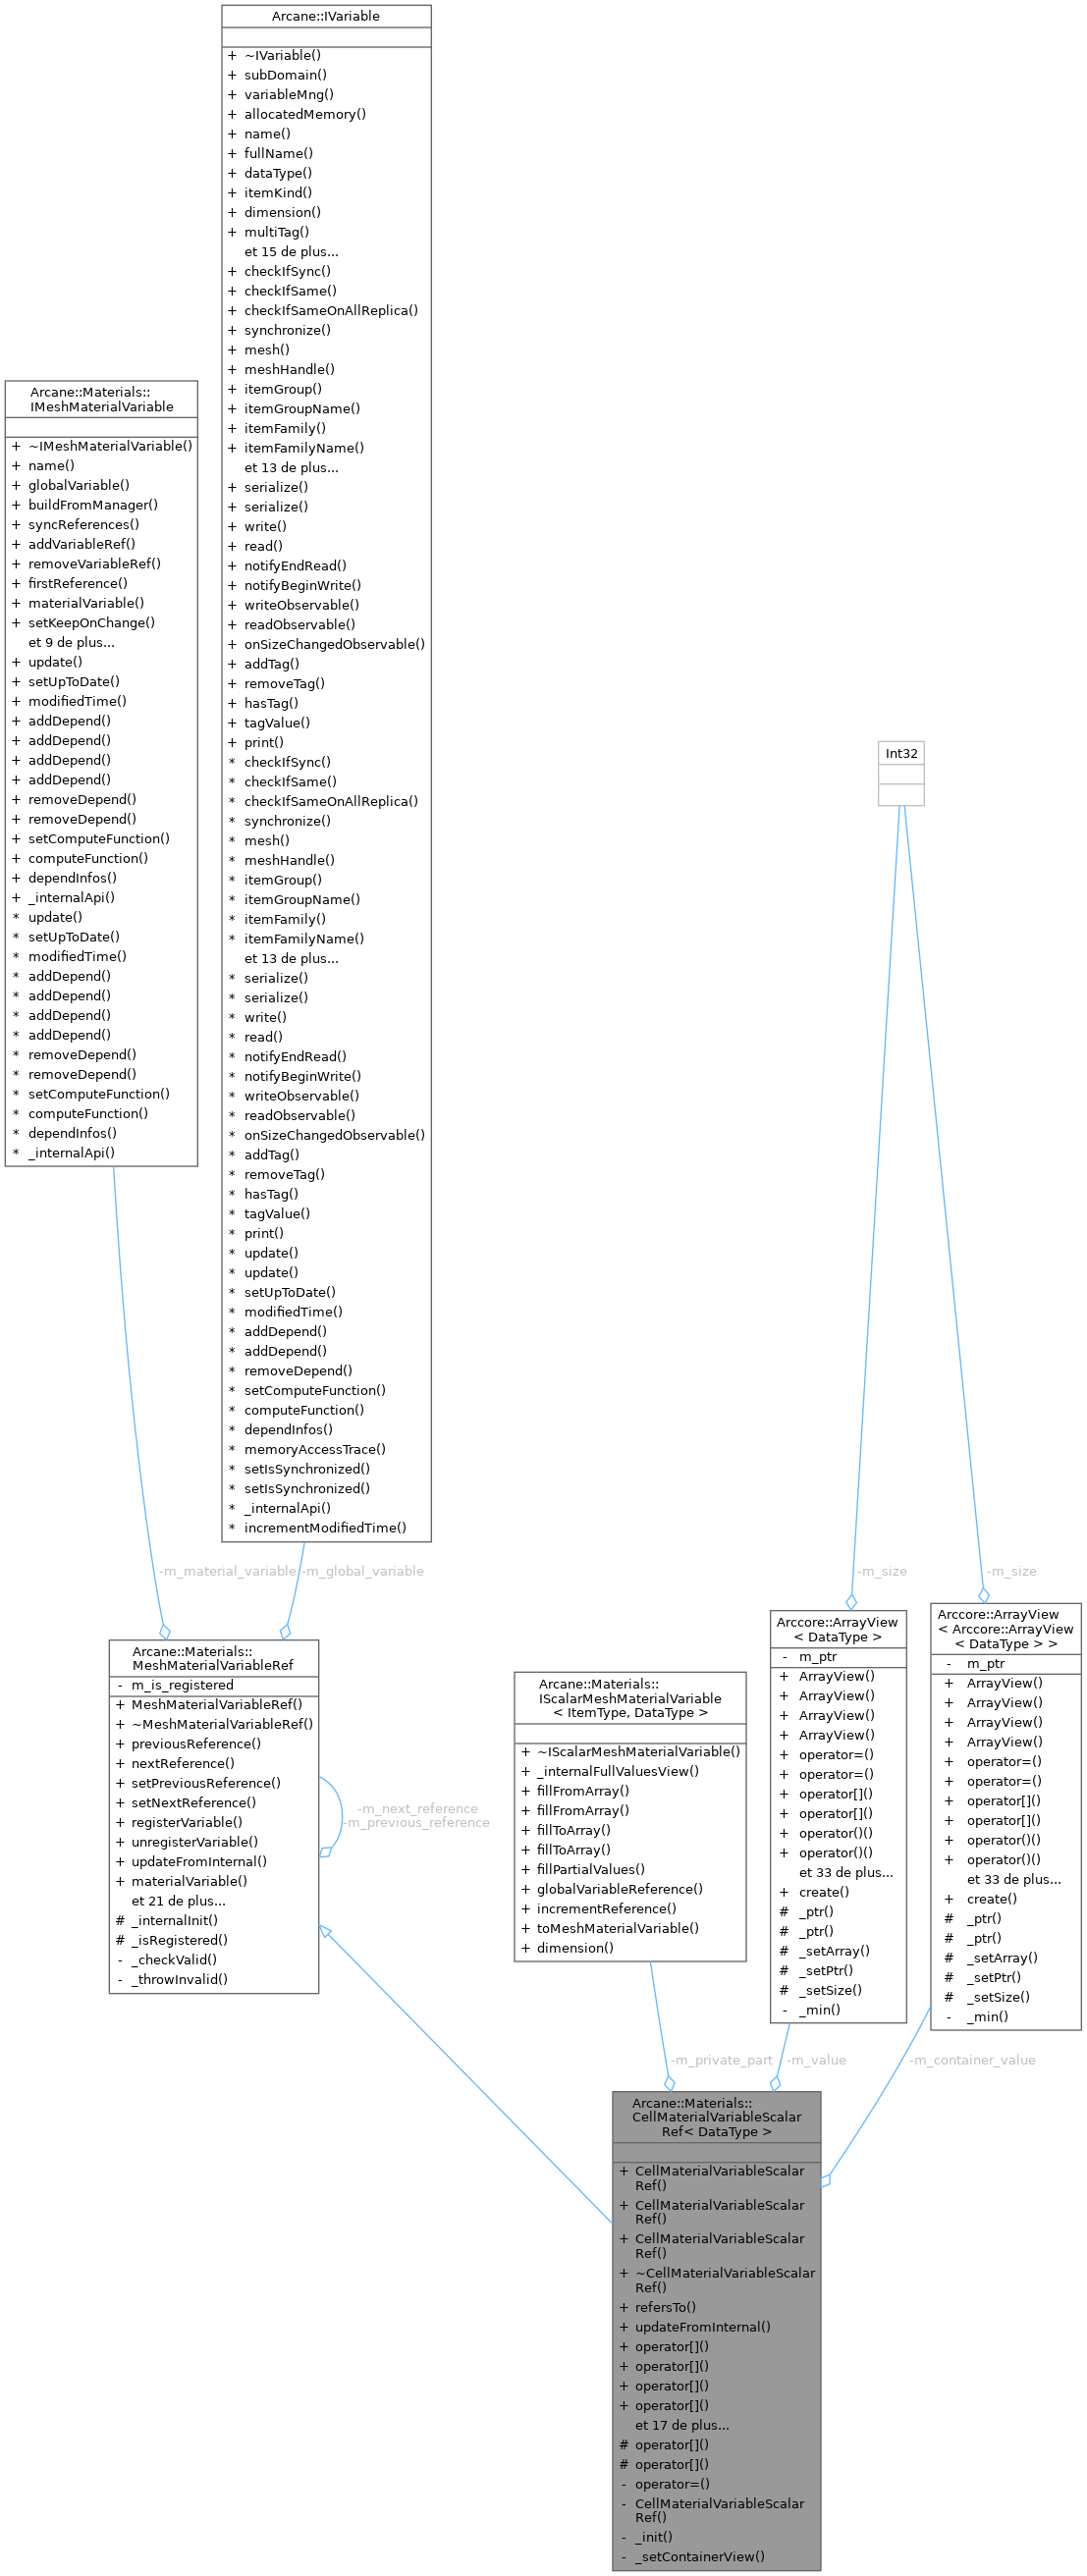 Arcane::IVariable
+ ~IVariable()
+ subDomain()
+ variableMng()
+ allocatedMemory()
+ name()
+ fullName()
+ dataType()
+ itemKind()
+ dimension()
+ multiTag()
et 15 de plus...
+ checkIfSync()
+ checkIfSame()
+ checkIfSameOnAllReplica()
+ synchronize()
+ mesh()
+ meshHandle()
+ itemGroup()
+ itemGroupName()
+ itemFamily()
+ itemFamilyName()
et 13 de plus...
+ serialize()
+ serialize()
+ write()
+ read()
+ notifyEndRead()
+ notifyBeginWrite()
+ writeObservable()
+ readObservable()
+ onSizeChangedObservable()
+ addTag()
+ removeTag()
+ hasTag()
+ tagValue()
+ print()
* checkIfSync()
* checkIfSame()
* checkIfSameOnAllReplica()
* synchronize()
* mesh()
* meshHandle()
* itemGroup()
* itemGroupName()
* itemFamily()
* itemFamilyName()
et 13 de plus...
* serialize()
* serialize()
* write()
* read()
* notifyEndRead()
* notifyBeginWrite()
* writeObservable()
* readObservable()
* onSizeChangedObservable()
* addTag()
* removeTag()
* hasTag()
* tagValue()
* print()
* update()
* update()
* setUpToDate()
* modifiedTime()
* addDepend()
* addDepend()
* removeDepend()
* setComputeFunction()
* computeFunction()
* dependInfos()
* memoryAccessTrace()
* setIsSynchronized()
* setIsSynchronized()
* _internalApi()
* incrementModifiedTime()
Arcane::Materials::
IMeshMaterialVariable
+ ~IMeshMaterialVariable()
+ name()
+ globalVariable()
+ buildFromManager()
+ syncReferences()
+ addVariableRef()
+ removeVariableRef()
+ firstReference()
+ materialVariable()
+ setKeepOnChange()
et 9 de plus...
+ update()
+ setUpToDate()
+ modifiedTime()
+ addDepend()
+ addDepend()
+ addDepend()
+ addDepend()
+ removeDepend()
+ removeDepend()
+ setComputeFunction()
+ computeFunction()
+ dependInfos()
+ _internalApi()
* update()
* setUpToDate()
* modifiedTime()
* addDepend()
* addDepend()
* addDepend()
* addDepend()
* removeDepend()
* removeDepend()
* setComputeFunction()
* computeFunction()
* dependInfos()
* _internalApi()
Int32
-m_material_variable
-m_global_variable
-m_size
-m_size
Arcane::Materials::
MeshMaterialVariableRef
- m_is_registered
+ MeshMaterialVariableRef()
+ ~MeshMaterialVariableRef()
+ previousReference()
+ nextReference()
+ setPreviousReference()
+ setNextReference()
+ registerVariable()
+ unregisterVariable()
+ updateFromInternal()
+ materialVariable()
et 21 de plus...
# _internalInit()
# _isRegistered()
- _checkValid()
- _throwInvalid()
-m_next_reference
-m_previous_reference
Arcane::Materials::
IScalarMeshMaterialVariable
< ItemType, DataType >
+ ~IScalarMeshMaterialVariable()
+ _internalFullValuesView()
+ fillFromArray()
+ fillFromArray()
+ fillToArray()
+ fillToArray()
+ fillPartialValues()
+ globalVariableReference()
+ incrementReference()
+ toMeshMaterialVariable()
+ dimension()
Arccore::ArrayView
< DataType >
- m_ptr
+ ArrayView()
+ ArrayView()
+ ArrayView()
+ ArrayView()
+ operator=()
+ operator=()
+ operator[]()
+ operator[]()
+ operator()()
+ operator()()
et 33 de plus...
+ create()
# _ptr()
# _ptr()
# _setArray()
# _setPtr()
# _setSize()
- _min()
Arccore::ArrayView
< Arccore::ArrayView
< DataType > >
- m_ptr
+ ArrayView()
+ ArrayView()
+ ArrayView()
+ ArrayView()
+ operator=()
+ operator=()
+ operator[]()
+ operator[]()
+ operator()()
+ operator()()
et 33 de plus...
+ create()
# _ptr()
# _ptr()
# _setArray()
# _setPtr()
# _setSize()
- _min()
-m_private_part
-m_value
-m_container_value
Arcane::Materials::
CellMaterialVariableScalar
Ref< DataType >
+ CellMaterialVariableScalar
Ref()
+ CellMaterialVariableScalar
Ref()
+ CellMaterialVariableScalar
Ref()
+ ~CellMaterialVariableScalar
Ref()
+ refersTo()
+ updateFromInternal()
+ operator[]()
+ operator[]()
+ operator[]()
+ operator[]()
et 17 de plus...
# operator[]()
# operator[]()
- operator=()
- CellMaterialVariableScalar
Ref()
- _init()
- _setContainerView()